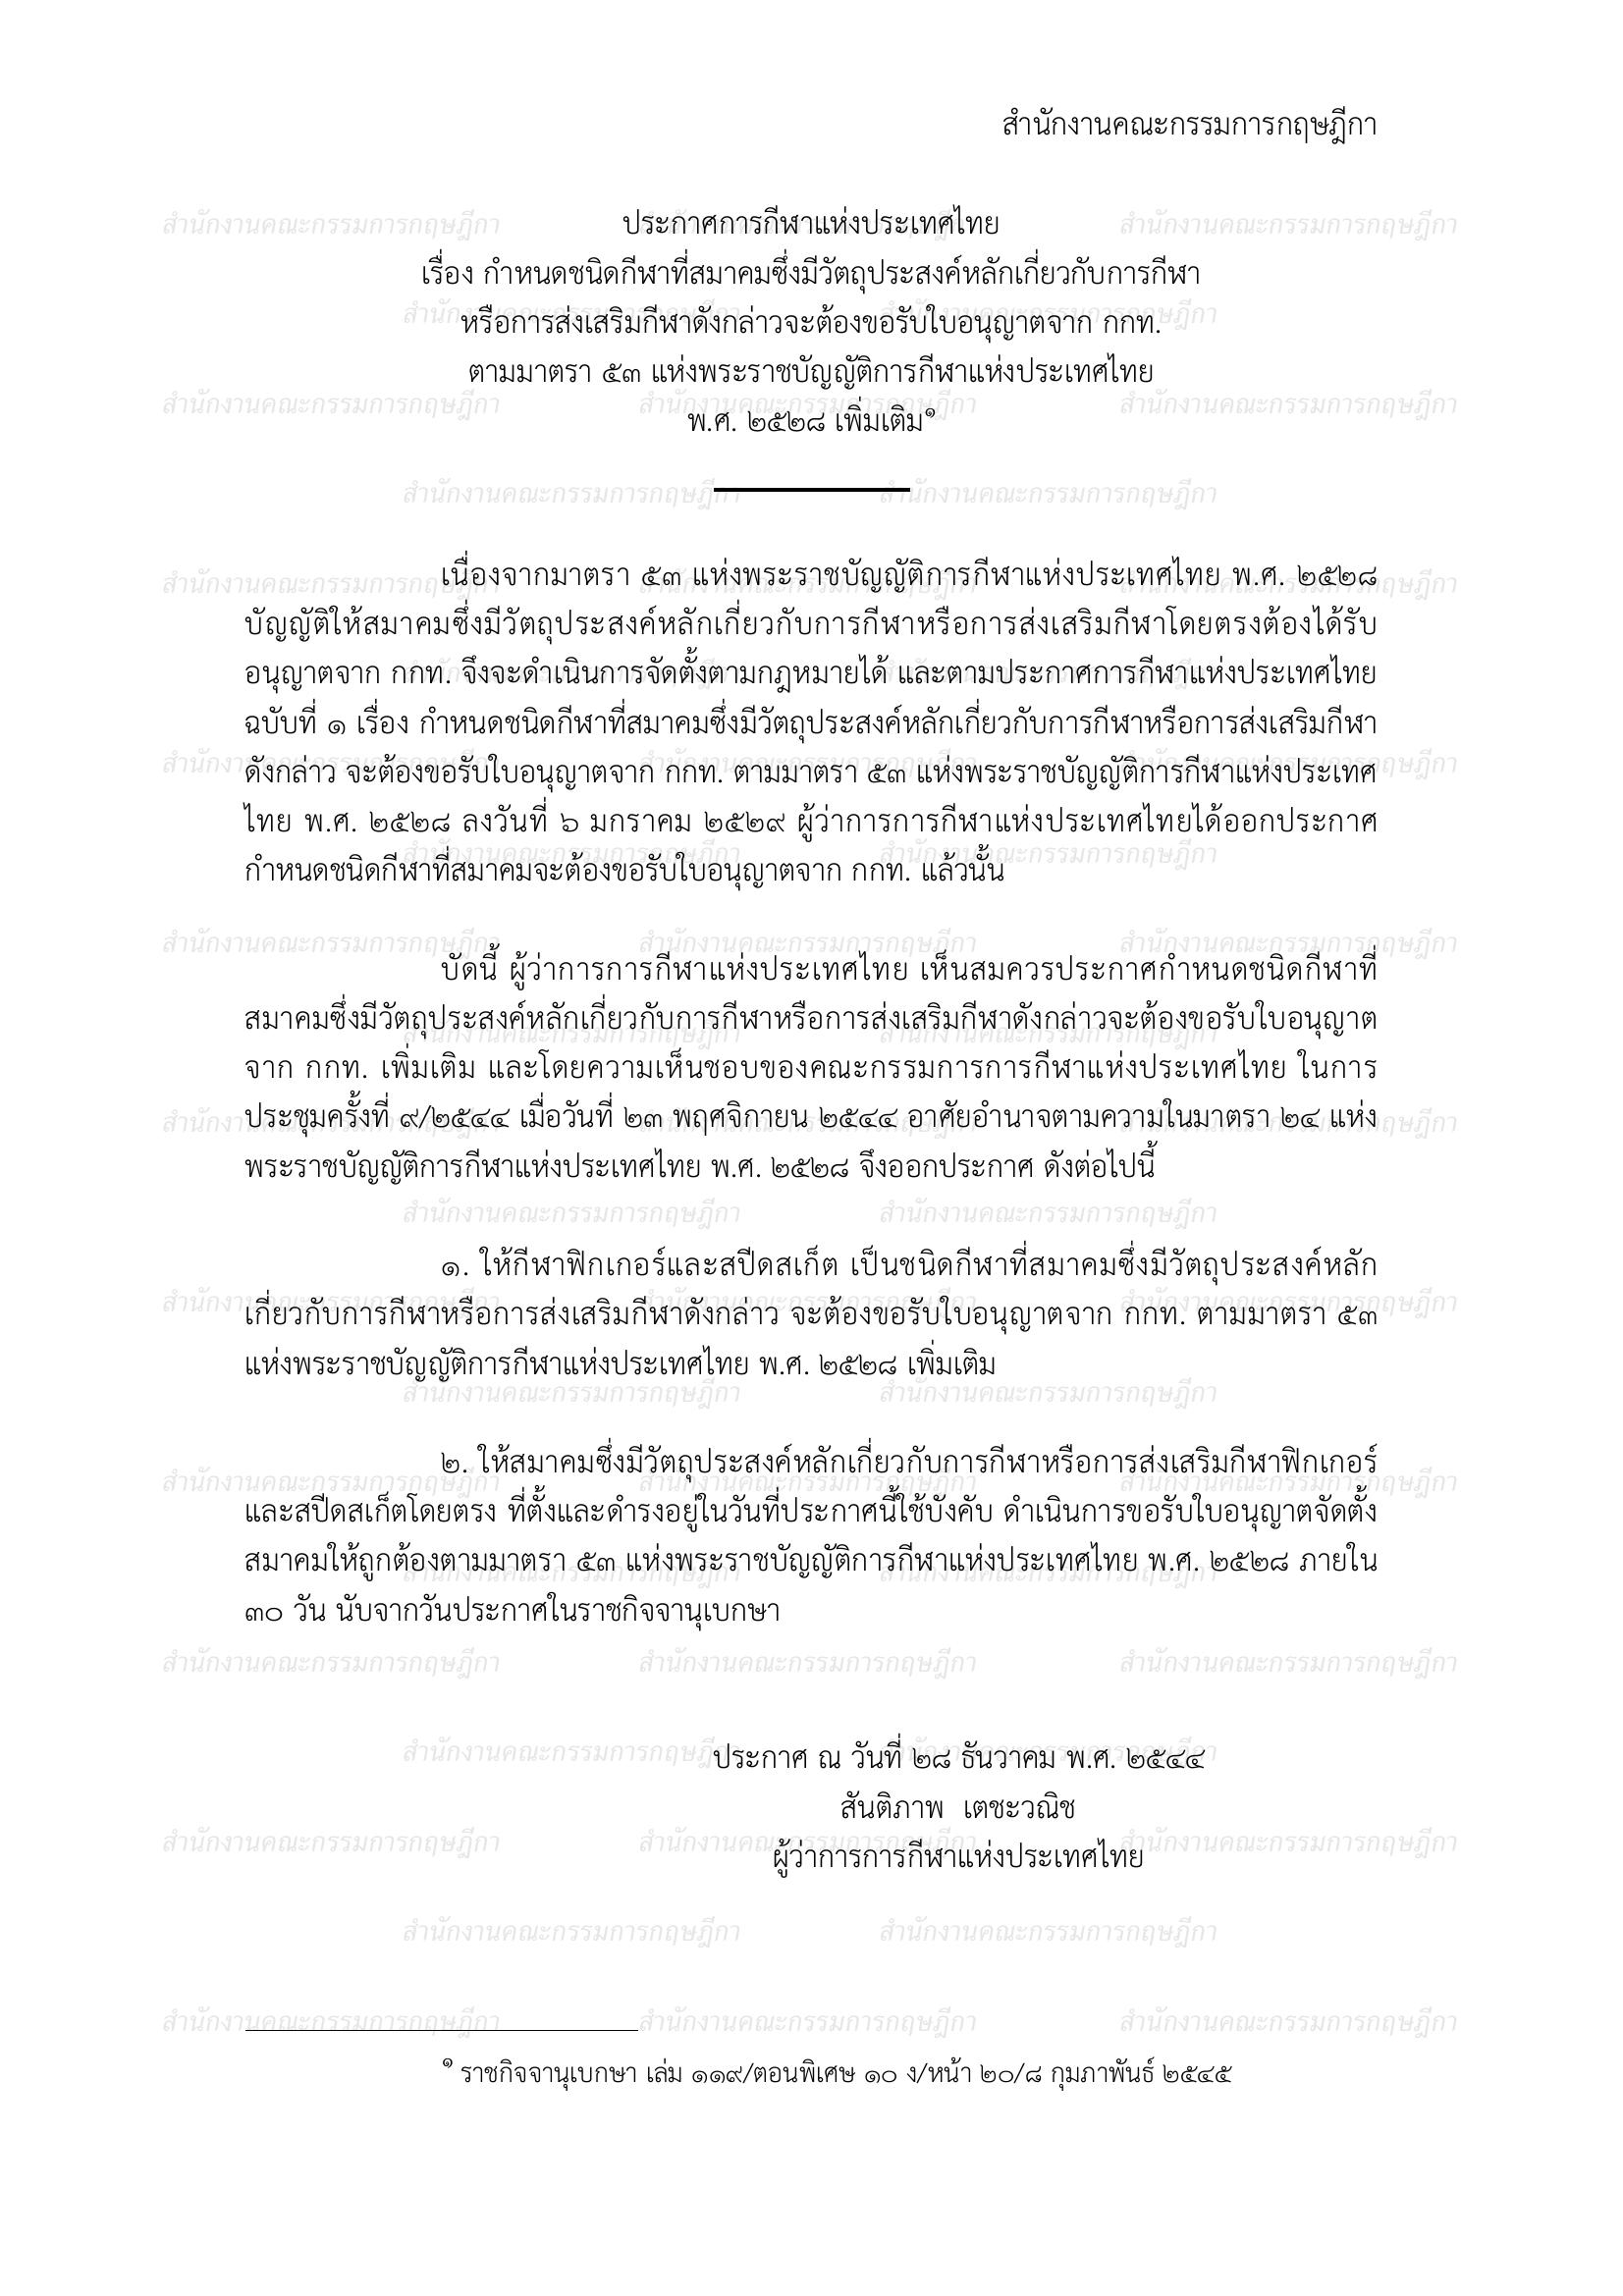 สำนักงานคณะกรรมการกฤษฎีกา
ประกาศการกีฬาแห่งประเทศไทย
เรื่อง กำหนดชนิดกีฬาที่สมาคมซึ่งมีวัตถุประสงค์หลักเกี่ยวกับการกีฬา
หรือการส่งเสริมกีฬาดังกล่าวจะต้องขอรับใบอนุญาตจาก กกท.
ตามมาตรา ๕๓ แห่งพระราชบัญญัติการกีฬาแห่งประเทศไทย
พ.ศ. ๒๕๒๘ เพิ่มเติม๑
เนื่องจากมาตรา ๕๓ แห่งพระราชบัญญัติการกีฬาแห่งประเทศไทย พ.ศ. ๒๕๒๘
บัญญัติให้สมาคมซึ่งมีวัตถุประสงค์หลักเกี่ยวกับการกีฬาหรือการส่งเสริมกีฬาโดยตรงต้องได้รับ
อนุญาตจาก กกท. จึงจะดำเนินการจัดตั้งตามกฎหมายได้ และตามประกาศการกีฬาแห่งประเทศไทย
ฉบับที่ ๑ เรื่อง กำหนดชนิดกีฬาที่สมาคมซึ่งมีวัตถุประสงค์หลักเกี่ยวกับการกีฬาหรือการส่งเสริมกีฬา
ดังกล่าว จะต้องขอรับใบอนุญาตจาก กกท. ตามมาตรา ๕๓ แห่งพระราชบัญญัติการกีฬาแห่งประเทศ
ไทย พ.ศ. ๒๕๒๘ ลงวันที่ ๖ มกราคม ๒๕๒๙ ผู้ว่าการการกีฬาแห่งประเทศไทยได้ออกประกาศ
กำหนดชนิดกีฬาที่สมาคมจะต้องขอรับใบอนุญาตจาก กกท. แล้วนั้น
บัดนี้ ผู้ว่าการการกีฬาแห่งประเทศไทย เห็นสมควรประกาศกำหนดชนิดกีฬาที่
สมาคมซึ่งมีวัตถุประสงค์หลักเกี่ยวกับการกีฬาหรือการส่งเสริมกีฬาดังกล่าวจะต้องขอรับใบอนุญาต
จาก กกท. เพิ่มเติม และโดยความเห็นชอบของคณะกรรมการการกีฬาแห่งประเทศไทย ในการ
ประชุมครั้งที่ ๙/๒๕๔๔ เมื่อวันที่ ๒๓ พฤศจิกายน ๒๕๔๔ อาศัยอำนาจตามความในมาตรา ๒๔ แห่ง
พระราชบัญญัติการกีฬาแห่งประเทศไทย พ.ศ. ๒๕๒๘ จึงออกประกาศ ดังต่อไปนี้
๑. ให้กีฬาฟิกเกอร์และสปีดสเก็ต เป็นชนิดกีฬาที่สมาคมซึ่งมีวัตถุประสงค์หลัก
เกี่ยวกับการกีฬาหรือการส่งเสริมกีฬาดังกล่าว จะต้องขอรับใบอนุญาตจาก กกท. ตามมาตรา ๕๓
แห่งพระราชบัญญัติการกีฬาแห่งประเทศไทย พ.ศ. ๒๕๒๘ เพิ่มเติม
๒. ให้สมาคมซึ่งมีวัตถุประสงค์หลักเกี่ยวกับการกีฬาหรือการส่งเสริมกีฬาฟิกเกอร์
และสปีดสเก็ตโดยตรง ที่ตั้งและดำรงอยู่ในวันที่ประกาศนี้ใช้บังคับ ดำเนินการขอรับใบอนุญาตจัดตั้ง
สมาคมให้ถูกต้องตามมาตรา ๕๓ แห่งพระราชบัญญัติการกีฬาแห่งประเทศไทย พ.ศ. ๒๕๒๘ ภายใน
๓๐ วัน นับจากวันประกาศในราชกิจจานุเบกษา
ประกาศ ณ วันที่ ๒๘ ธันวาคม พ.ศ. ๒๕๔๔
สันติภาพ เตชะวณิช
ผู้ว่าการการกีฬาแห่งประเทศไทย
๑ ราชกิจจานุเบกษา เล่ม ๑๑๙/ตอนพิเศษ ๑๐ ง/หน้า ๒๐/๘ กุมภาพันธ์ ๒๕๔๕